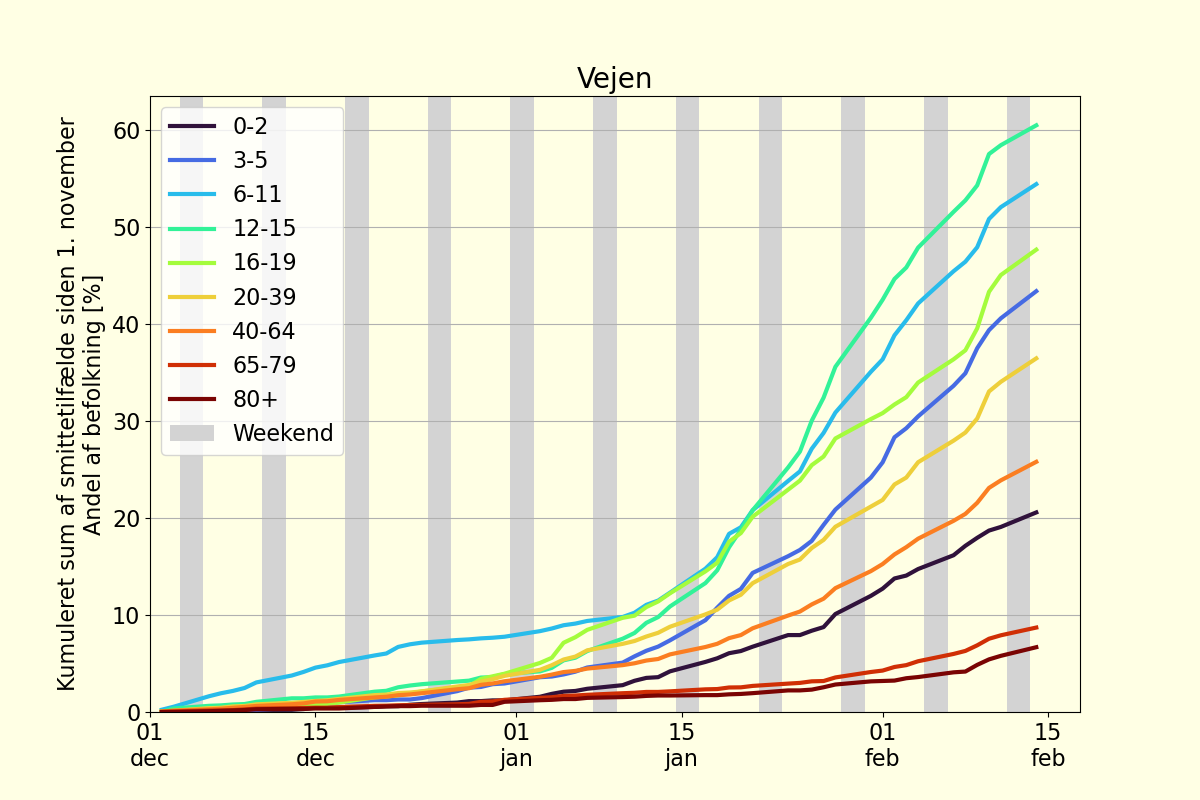 Vejen
Kumuleret sum af smittetilfælde siden 1. november
Andel af befolkning [%]
60
50
40
30
20
10
0
0-2
3-5
6-11
12-15
16-19
20-39
40-64
65-79
80+
Weekend
01
dec
15
dec
01
jan
15
jan
01
feb
15
feb